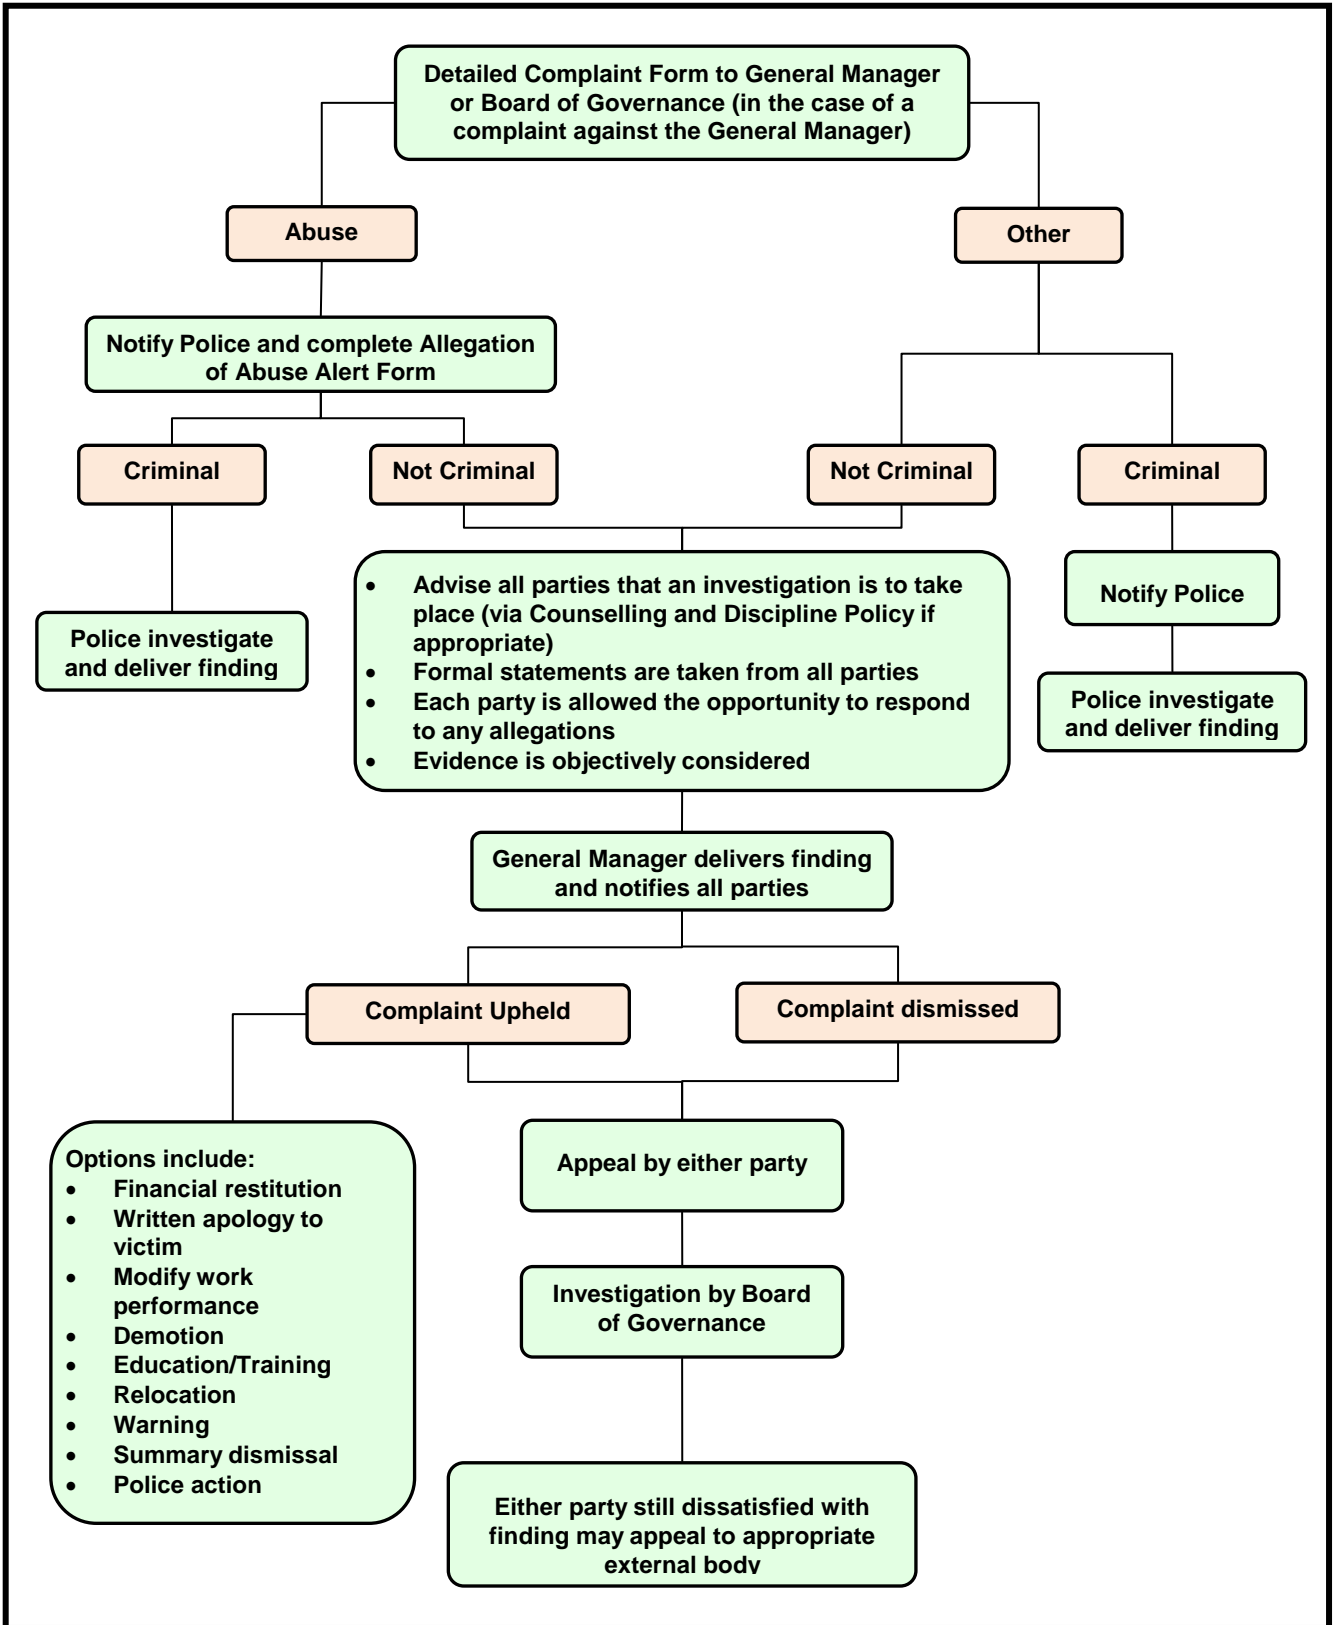 Detailed Complaint Form to General Manager
or Board of Governance (in the case of a
complaint against the General Manager)
Abuse
Other
Notify Police and complete Allegation
of Abuse Alert Form
Criminal
Not Criminal
Not Criminal
Criminal
• Advise all parties that an investigation is to take
place (via Counselling and Discipline Policy if
appropriate)
• Formal statements are taken from all parties
• Each party is allowed the opportunity to respond
to any allegations
• Evidence is objectively considered
Notify Police
Police investigate
and deliver finding
Police investigate
and deliver finding
General Manager delivers finding
and notifies all parties
Complaint Upheld
Complaint dismissed
Options include:
• Financial restitution
• Written apology to
victim
• Modify work
performance
• Demotion
• Education/Training
• Relocation
• Warning
• Summary dismissal
• Police action
Appeal by either party
Investigation by Board
of Governance
Either party still dissatisfied with
finding may appeal to appropriate
external body